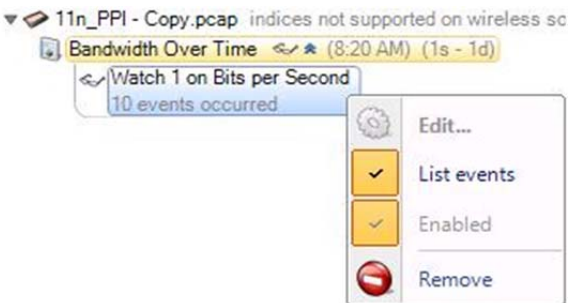 11n_PPI - Copy.pcap indices not supported on wireless sc
Bandwidth Over Time (8:20 AM) (1s - 1d)
Watch 1 on Bits per Second
10 events occurred
Edit...
List events
Enabled
Remove